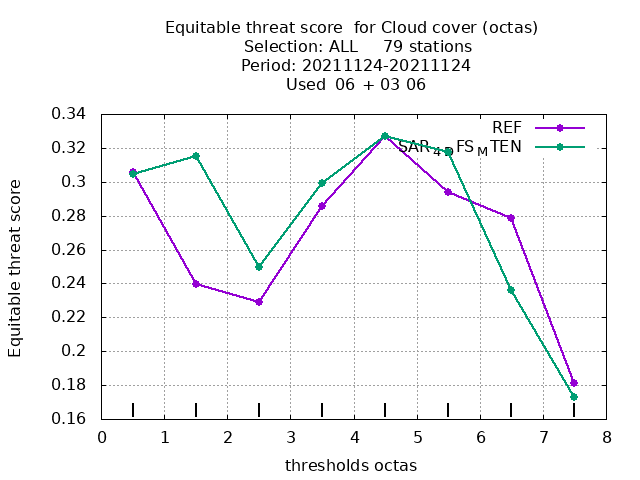 Equitable threat score for Cloud cover (octas)
Selection: ALL 79 stations
Period: 20211124-20211124
Used 06 + 03 06
REF
SAR4DFSMTEN
0.34
0.32
0.3
0.28
0.26
0.24
0.22
0.2
0.18
0.16
Equitable threat score
0 1 2 3 4 5 6 7 8
thresholds octas